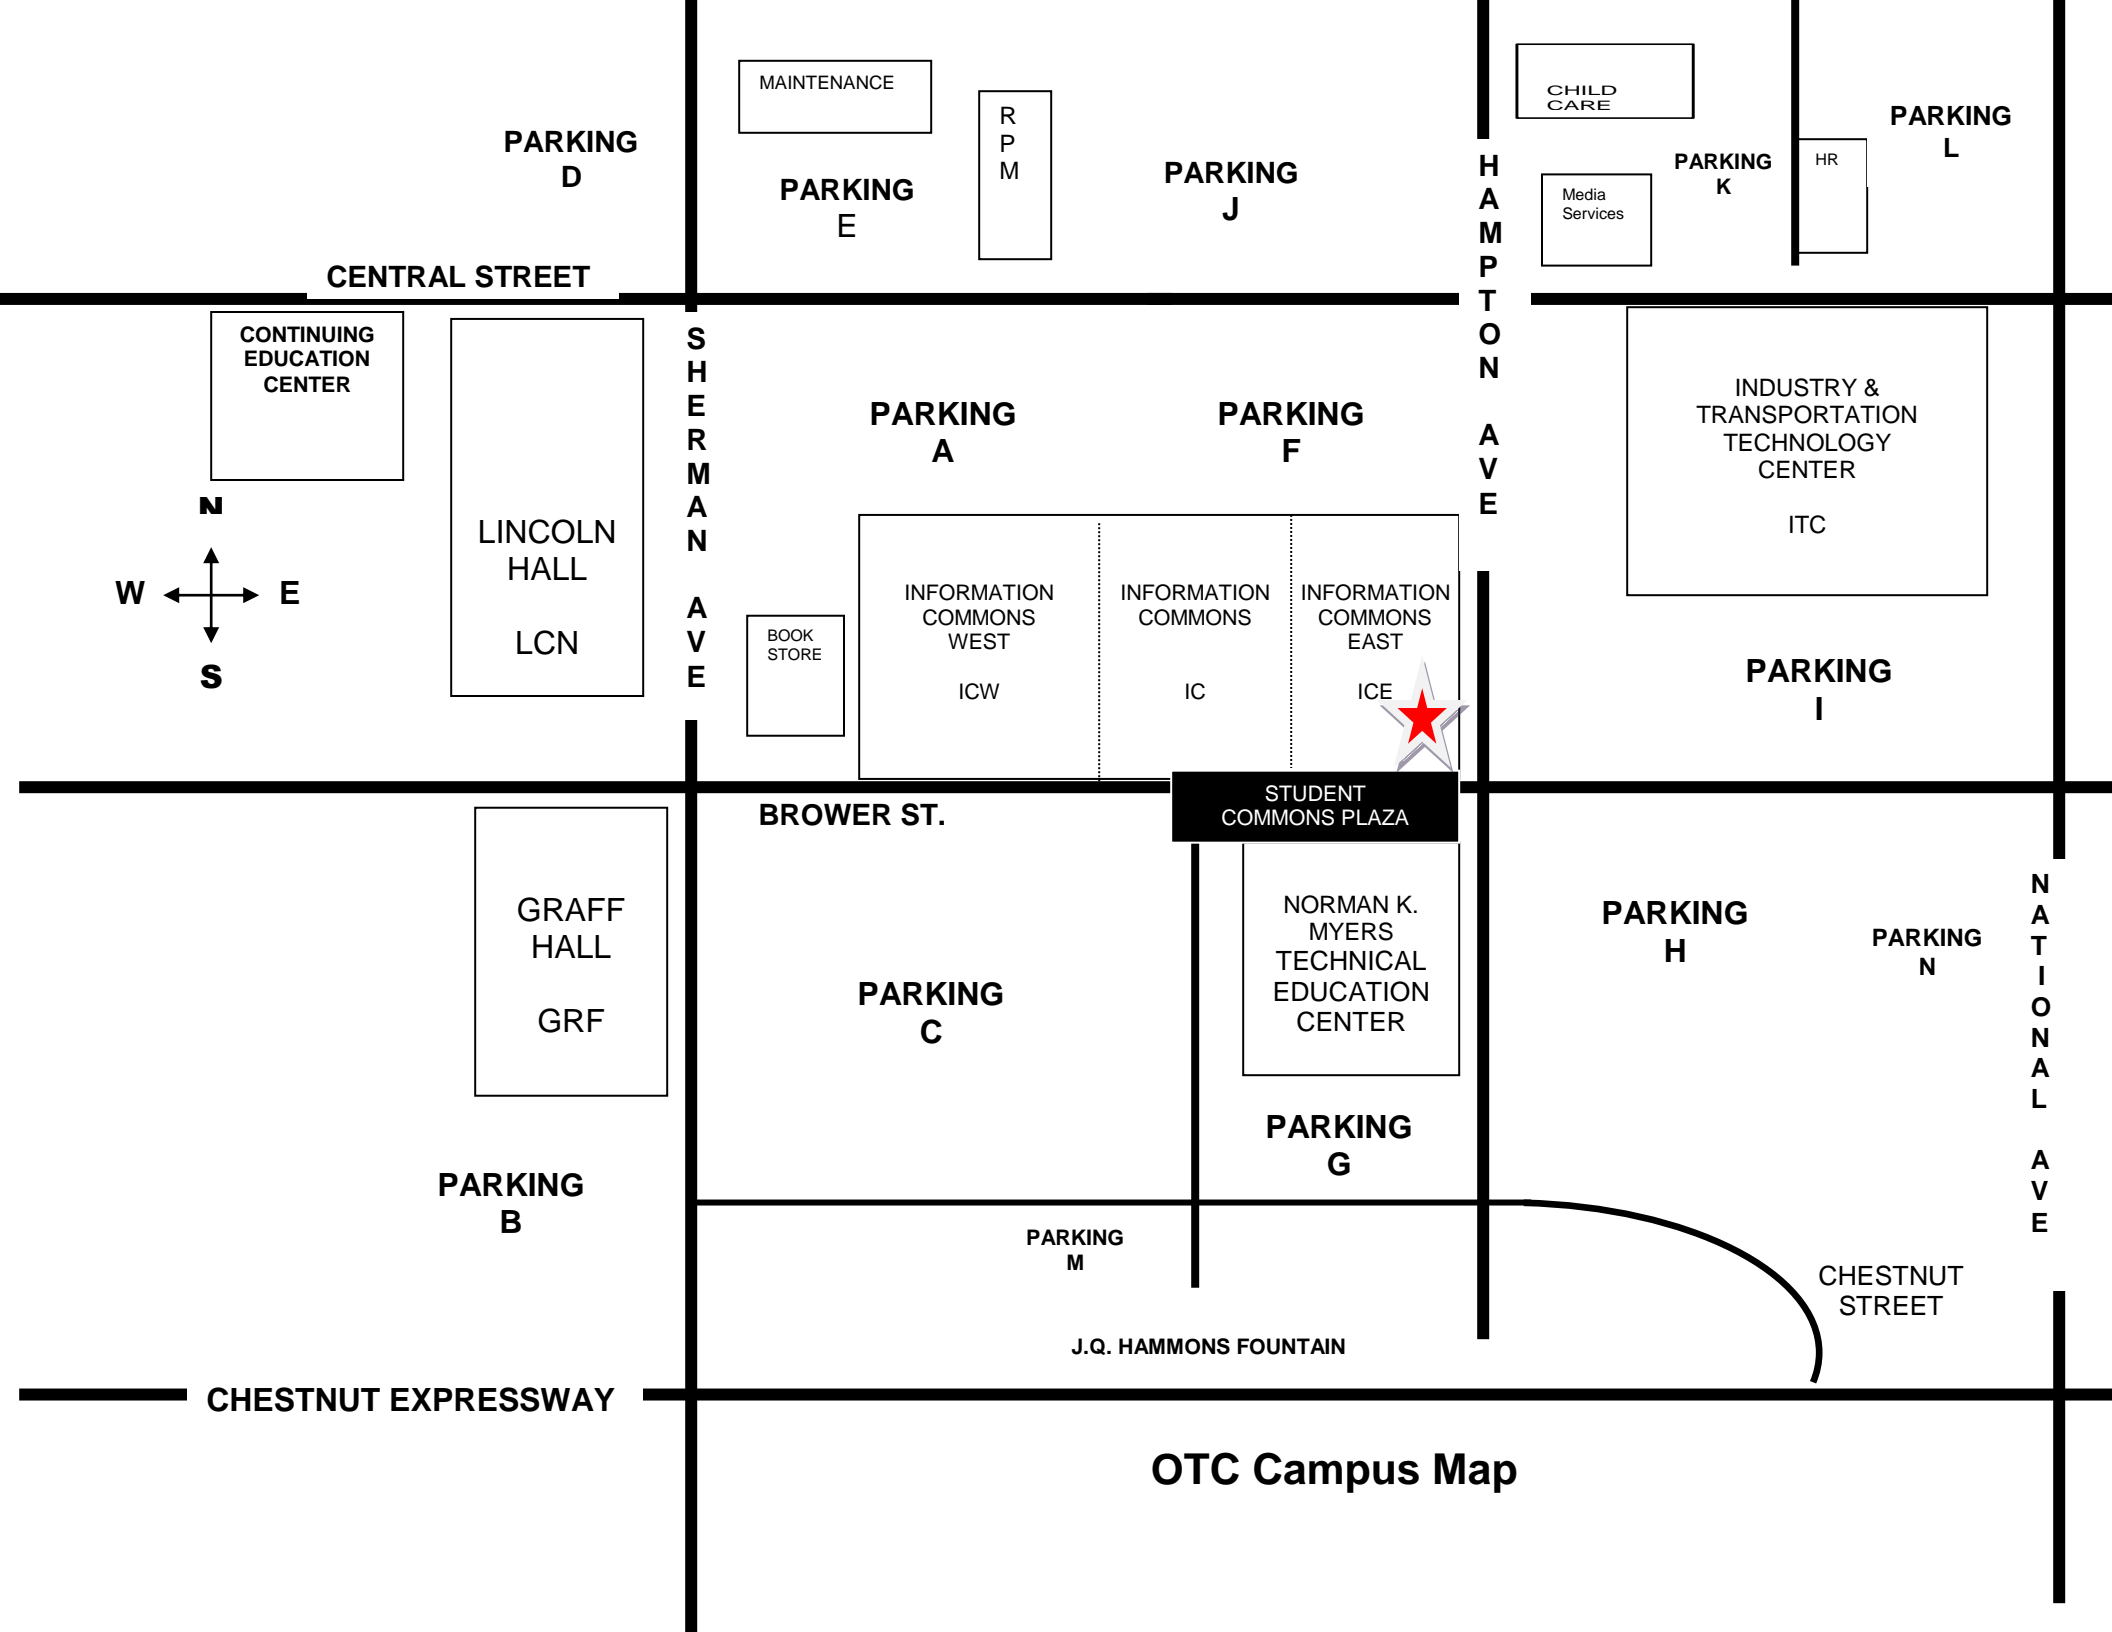 MAINTENANCE
R
P
M
CHILD
CARE
PARKING
D
PARKING
E
PARKING
J
PARKING
K
HR
PARKING
L
Media
Services
CENTRAL STREET
H
A
M
P
T
O
N
A
V
E
CONTINUING
EDUCATION
CENTER
S
H
E
R
M
A
N
A
V
E
PARKING
A
PARKING
F
INDUSTRY &
TRANSPORTATION
TECHNOLOGY
CENTER
ITC
N
W
E
S
LINCOLN
HALL
LCN
BOOK
STORE
INFORMATION
COMMONS
WEST
ICW
INFORMATION
COMMONS
IC
INFORMATION
COMMONS
EAST
ICE
PARKING
I
STUDENT
COMMONS PLAZA
BROWER ST.
GRAFF
HALL
GRF
PARKING
C
NORMAN K.
MYERS
TECHNICAL
EDUCATION
CENTER
PARKING
H
PARKING
N
N
A
T
I
O
N
A
L
A
V
E
PARKING
G
PARKING
B
PARKING
M
CHESTNUT
STREET
J.Q. HAMMONS FOUNTAIN
CHESTNUT EXPRESSWAY
OTC Campus Map